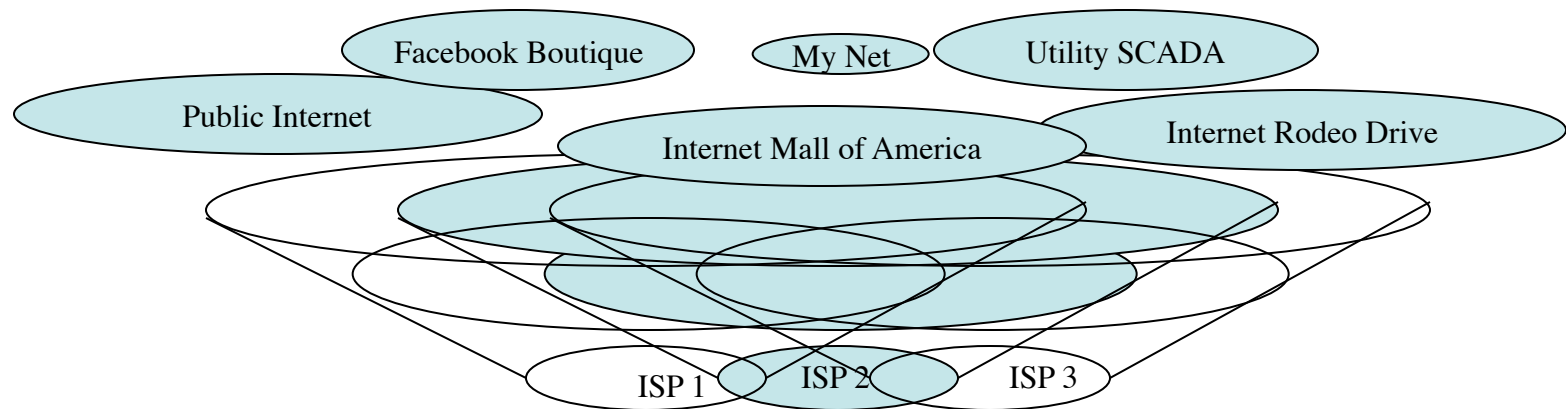 Facebook Boutique
My Net
Utility SCADA
Public Internet
Internet Mall of America
Internet Rodeo Drive
ISP 1
ISP 2
ISP 3